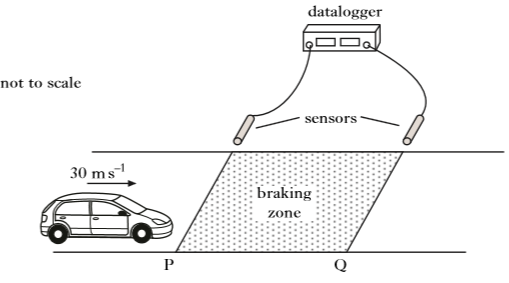 datalogger
not to scale
sensors
30 m s⁻¹
braking
zone
P
Q